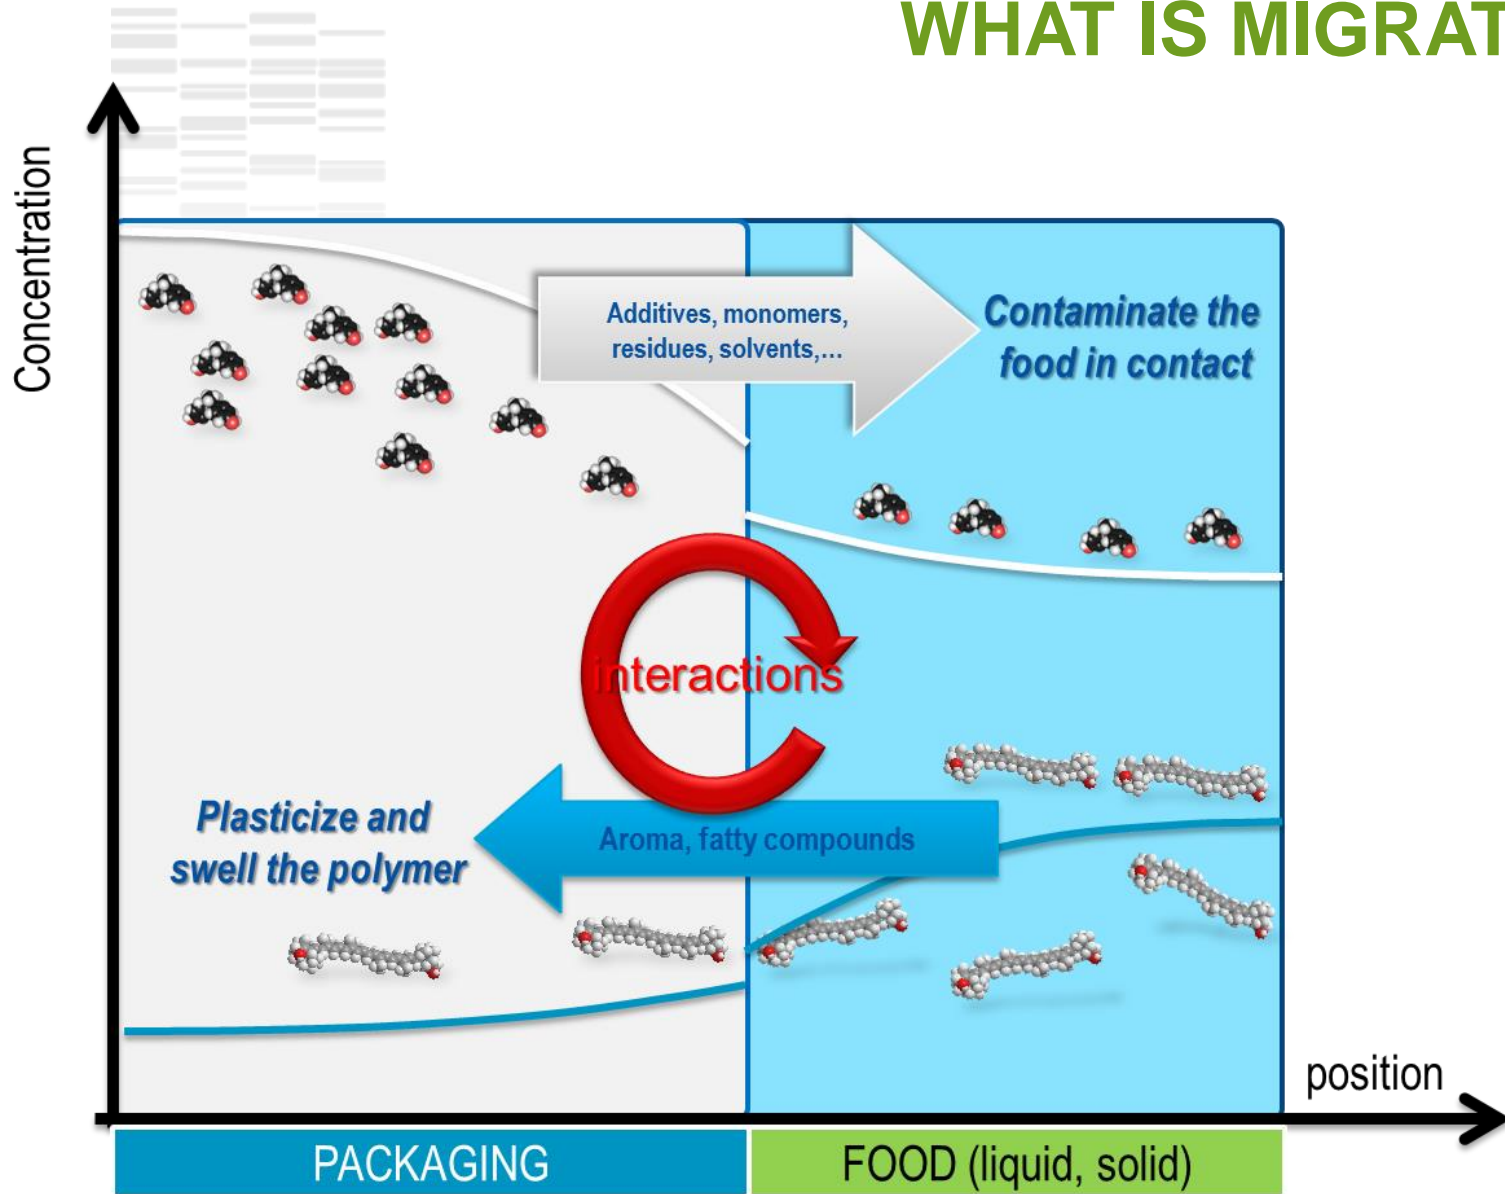 WHAT IS MIGRAT
Concentration
Additives, monomers,
residues, solvents,...
Contaminate the
food in contact
interactions
Plasticize and
swell the polymer
Aroma, fatty compounds
position
PACKAGING
FOOD (liquid, solid)